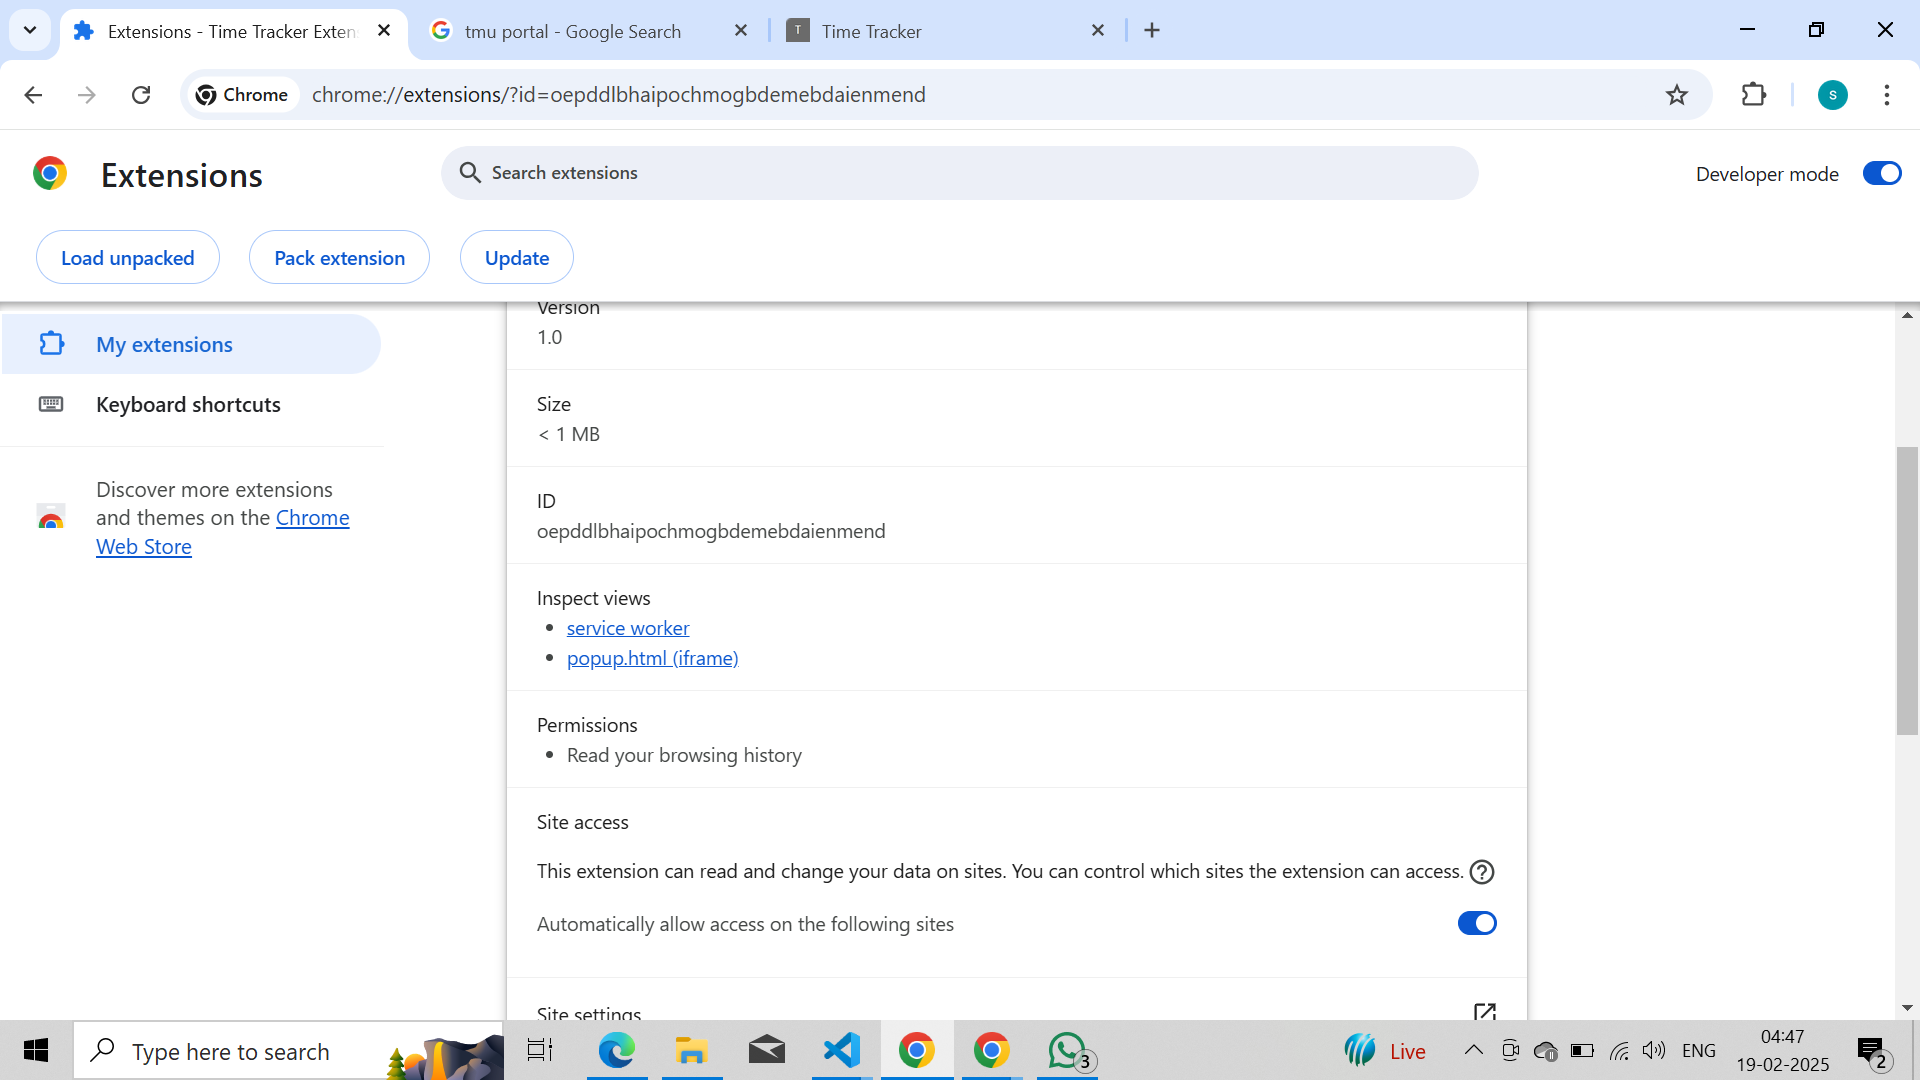 Extensions - Time Tracker Exten
tmu portal - Google Search
T
Time Tracker
Chrome
chrome://extensions/?id=oepddlbhaipochmogbdemebdaienmend
s
Extensions
Search extensions
Developer mode
Load unpacked
Pack extension
Update
My extensions
Keyboard shortcuts
Discover more extensions
and themes on the Chrome
Web Store
Version
1.0
Size
< 1 MB
ID
oepddlbhaipochmogbdemebdaienmend
Inspect views
service worker
popup.html (iframe)
Permissions
Read your browsing history
Site access
This extension can read and change your data on sites. You can control which sites the extension can access.
Automatically allow access on the following sites
Site settings
Type here to search
3
Live
ENG
04:47
19-02-2025
2